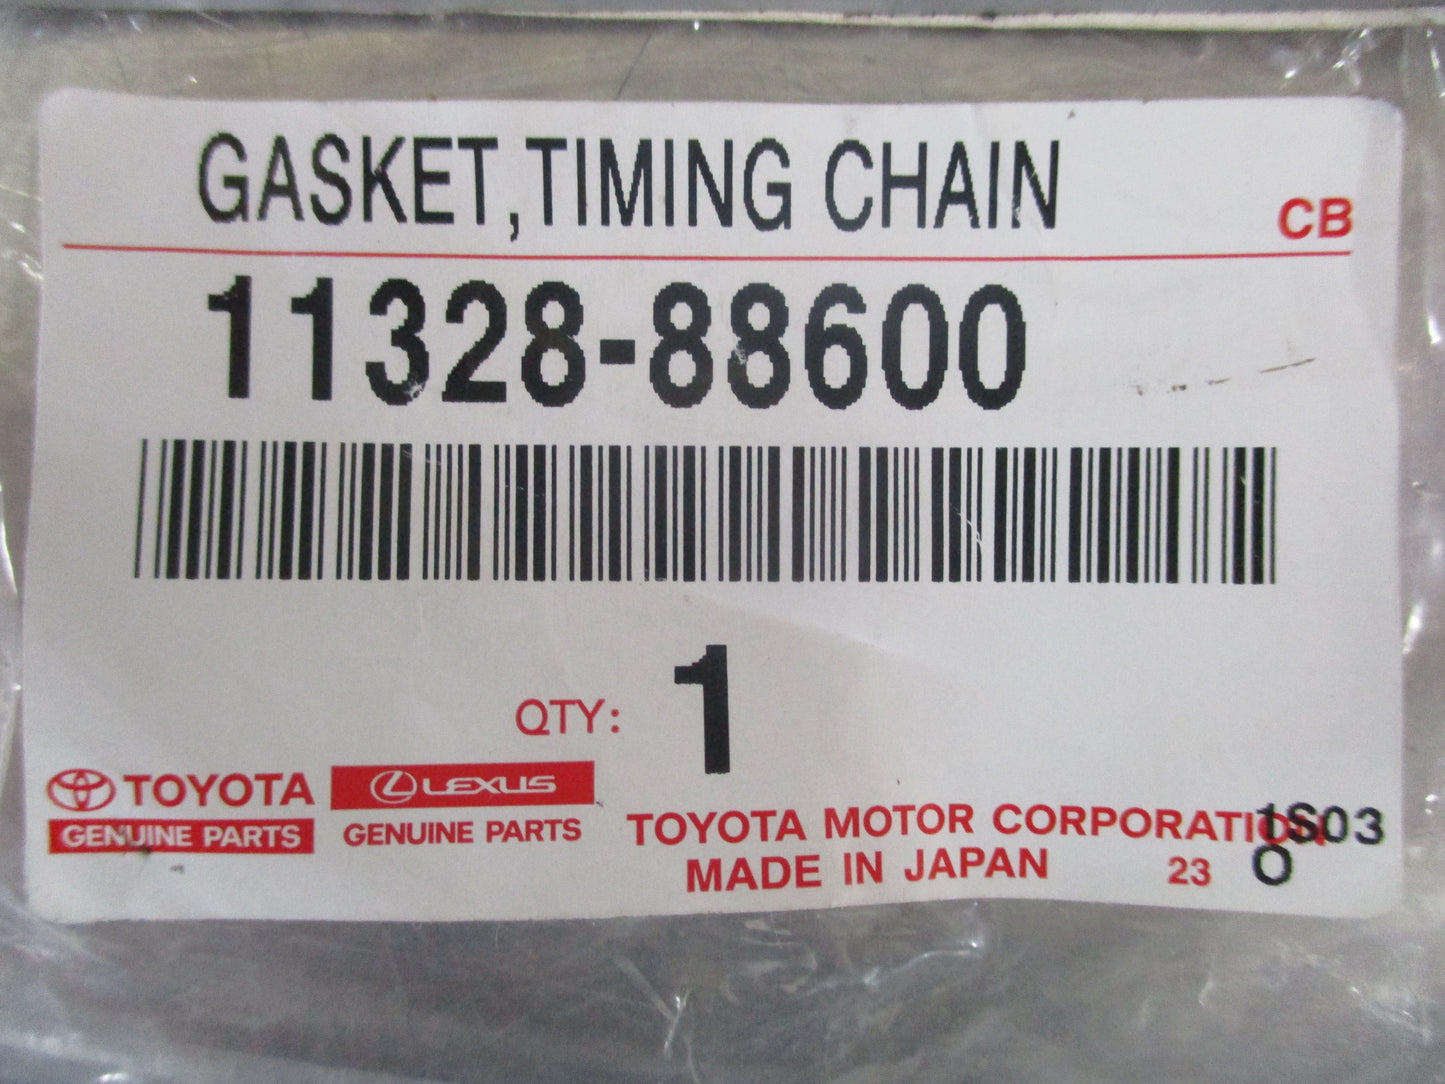 GASKET,TIMING CHAIN
CB
11328-88600
QTY: 1
TOYOTA
GENUINE PARTS
LEXUS
GENUINE PARTS
TOYOTA MOTOR CORPORATION
1S03
MADE IN JAPAN 23 O